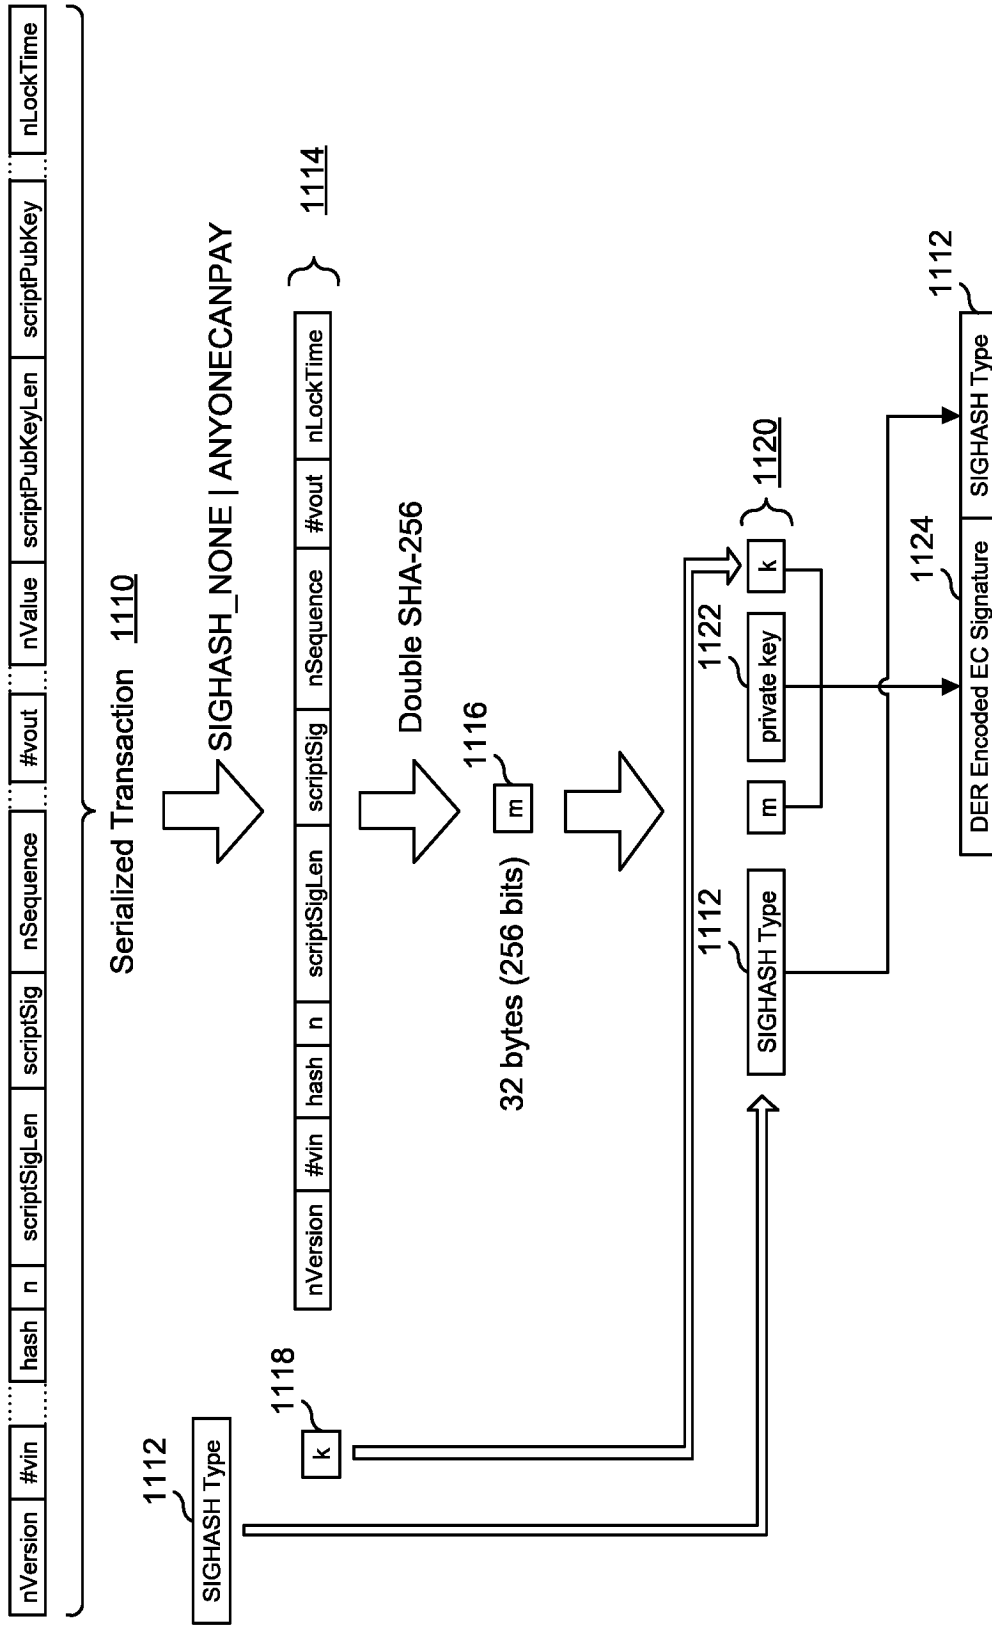 nVersion #vin hash n scriptSigLen scriptSig nSequence #vout nValue scriptPubKeyLen scriptPubKey nLockTime
Serialized Transaction 1110
1112
SIGHASH Type
SIGHASH_NONE | ANYONECANPAY
1118
k
nVersion #vin hash n scriptSigLen scriptSig nSequence #vout nLockTime
1114
Double SHA-256
1116
32 bytes (256 bits)
m
1112
1122
1120
SIGHASH Type
m
private key
k
1124
1112
DER Encoded EC Signature
SIGHASH Type